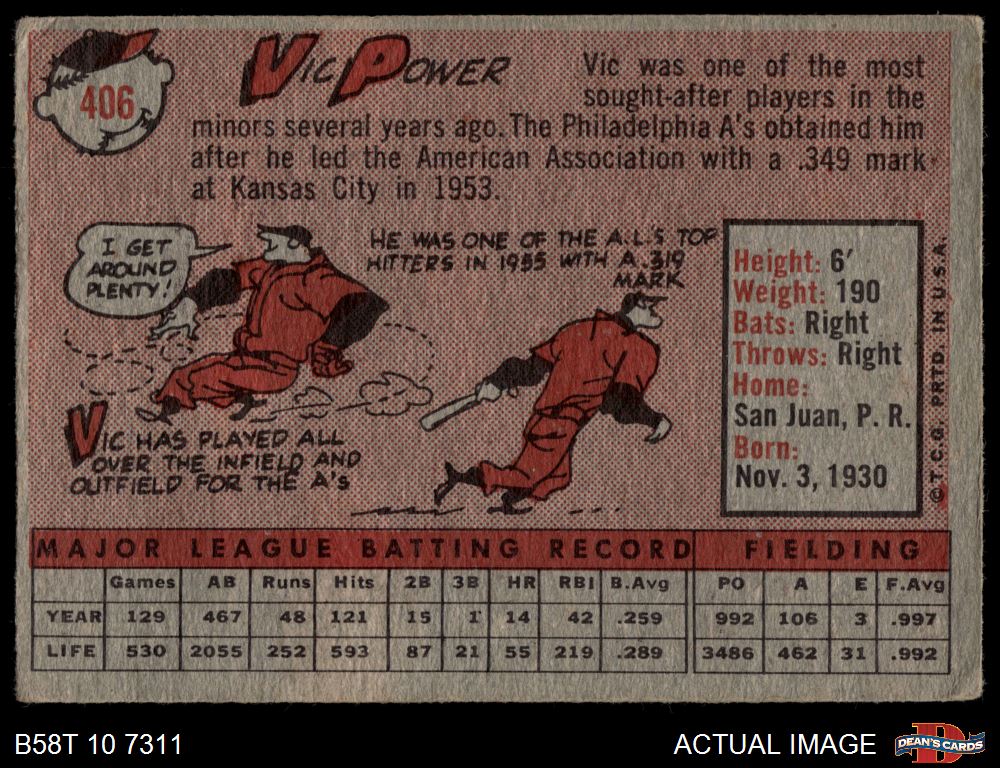 406
VIC POWER
Vic was one of the most
sought-after players in the
minors several years ago. The Philadelphia A's obtained him
after he led the American Association with a .349 mark
at Kansas City in 1953.
I GET
AROUND
PLENTY!
HE WAS ONE OF THE A.L.'S TOP
HITTERS IN 1955 WITH A .319
MARK
VIC HAS PLAYED ALL
OVER THE INFIELD AND
OUTFIELD FOR THE A's
Height: 6'
Weight: 190
Bats: Right
Throws: Right
Home:
San Juan, P. R.
Born:
Nov. 3, 1930
© T.C.G. PRTD. IN U.S.A.
MAJOR LEAGUE BATTING RECORD FIELDING
Games AB Runs Hits 2B 3B HR RBI B.Avg PO A E F.Avg
YEAR 129 467 48 121 15 1 14 42 .259 992 106 3 .997
LIFE 530 2055 252 593 87 21 55 219 .289 3486 462 31 .992
B58T 10 7311
ACTUAL IMAGE
D
DEAN'S CARDS